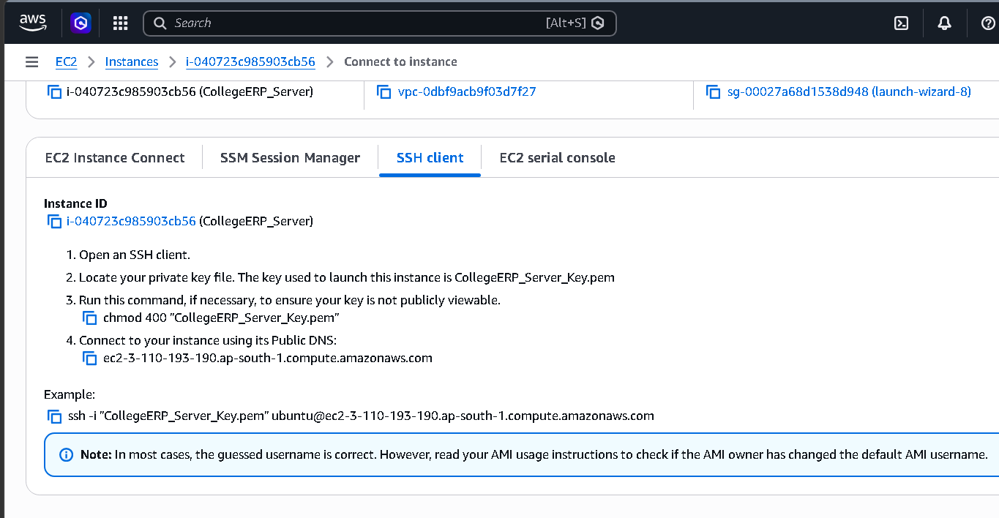 aws
Search [Alt+S]
EC2 > Instances > i-040723c985903cb56 > Connect to instance
i-040723c985903cb56 (CollegeERP_Server) vpc-0dbf9acb9f03d7f27 sg-00027a68d1538d948 (launch-wizard-8)
EC2 Instance Connect SSM Session Manager SSH client EC2 serial console
Instance ID
i-040723c985903cb56 (CollegeERP_Server)
1. Open an SSH client.
2. Locate your private key file. The key used to launch this instance is CollegeERP_Server_Key.pem
3. Run this command, if necessary, to ensure your key is not publicly viewable.
chmod 400 "CollegeERP_Server_Key.pem"
4. Connect to your instance using its Public DNS:
ec2-3-110-193-190.ap-south-1.compute.amazonaws.com
Example:
ssh -i "CollegeERP_Server_Key.pem" ubuntu@ec2-3-110-193-190.ap-south-1.compute.amazonaws.com
Note: In most cases, the guessed username is correct. However, read your AMI usage instructions to check if the AMI owner has changed the default AMI username.